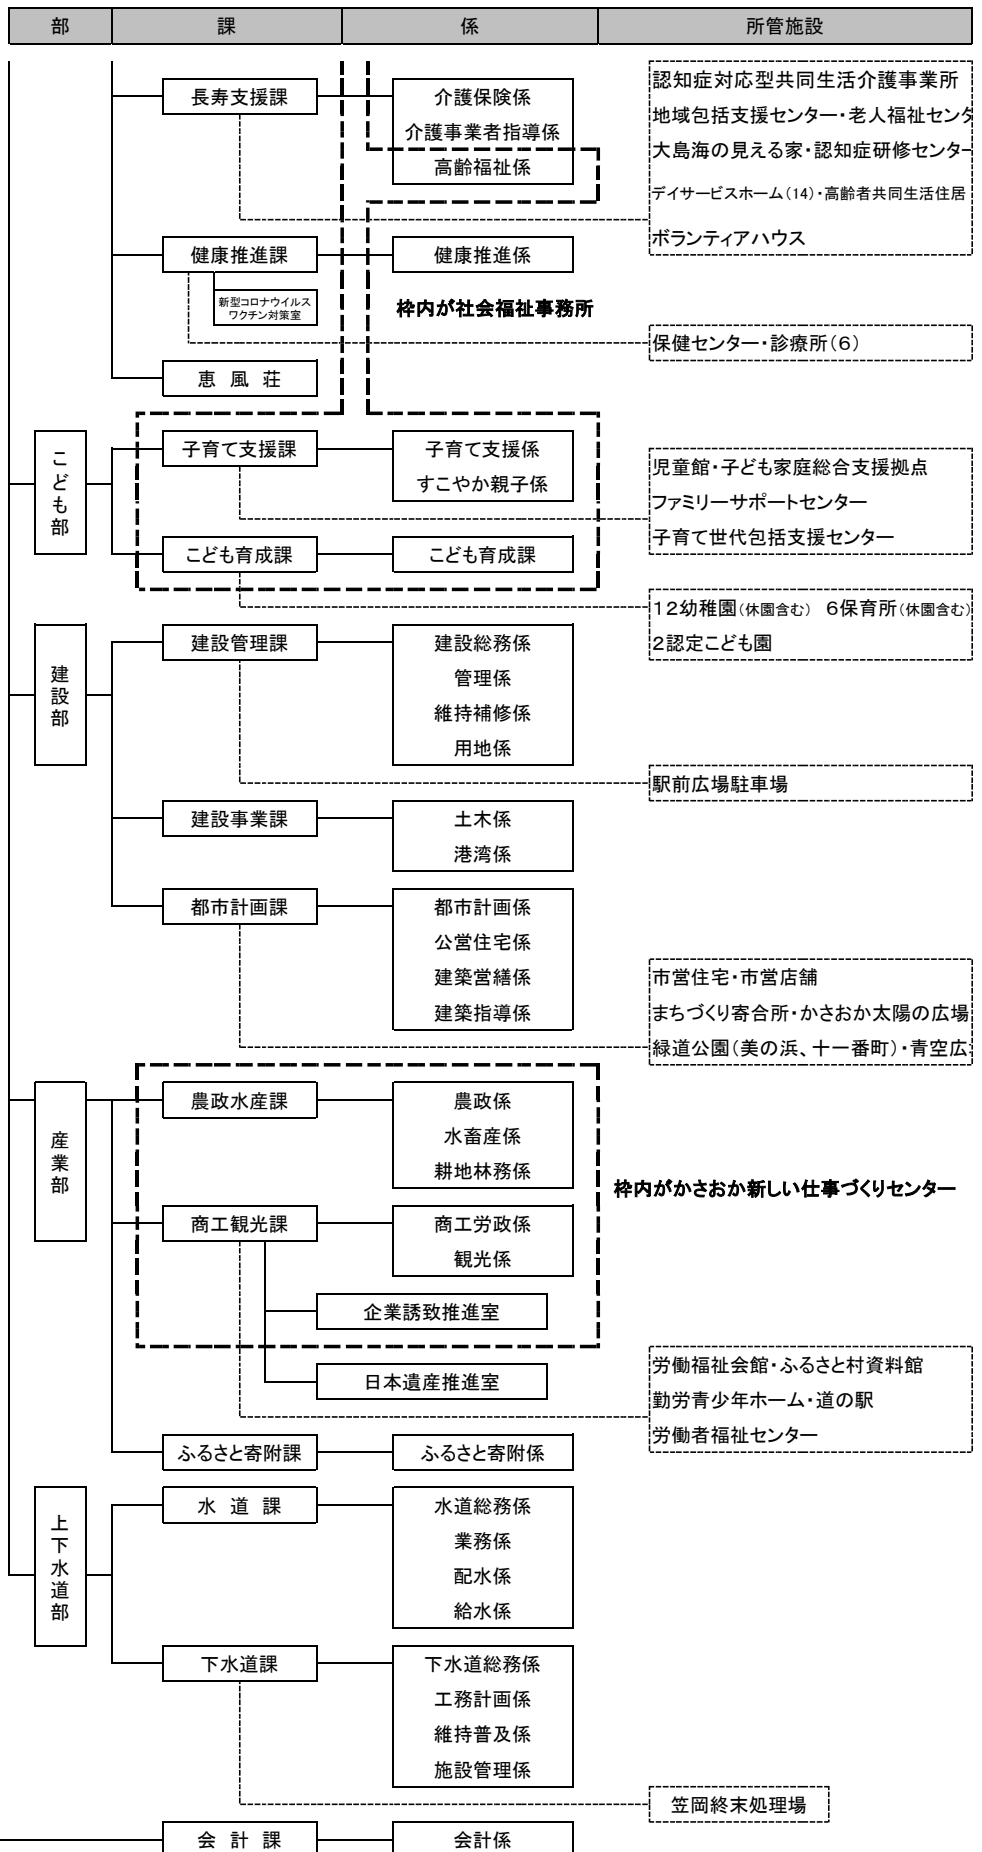 部 課 係 所管施設
長寿支援課 介護保険係
介護事業者指導係
高齢福祉係
認知症対応型共同生活介護事業所
地域包括支援センター・老人福祉センタ
大島海の見える家・認知症研修センター
デイサービスホーム(14)・高齢者共同生活住居
ボランティアハウス
健康推進課 健康推進係
新型コロナウイルス
ワクチン対策室
枠内が社会福祉事務所
保健センター・診療所(6)
恵風荘
こども部
子育て支援課 子育て支援係
すこやか親子係
児童館・子ども家庭総合支援拠点
ファミリーサポートセンター
子育て世代包括支援センター
こども育成課 こども育成課
12幼稚園(休園含む) 6保育所(休園含む)
2認定こども園
建設部
建設管理課 建設総務係
管理係
維持補修係
用地係
駅前広場駐車場
建設事業課 土木係
港湾係
都市計画課 都市計画係
公営住宅係
建築営繕係
建築指導係
市営住宅・市営店舗
まちづくり寄合所・かさおか太陽の広場
緑道公園(美の浜、十一番町)・青空広
産業部
農政水産課 農政係
水畜産係
耕地林務係
枠内がかさおか新しい仕事づくりセンター
商工観光課 商工労政係
観光係
企業誘致推進室
日本遺産推進室
労働福祉会館・ふるさと村資料館
勤労青少年ホーム・道の駅
労働者福祉センター
ふるさと寄附課 ふるさと寄附係
上下水道部
水道課 水道総務係
業務係
配水係
給水係
下水道課 下水道総務係
工務計画係
維持普及係
施設管理係
笠岡終末処理場
会計課 会計係